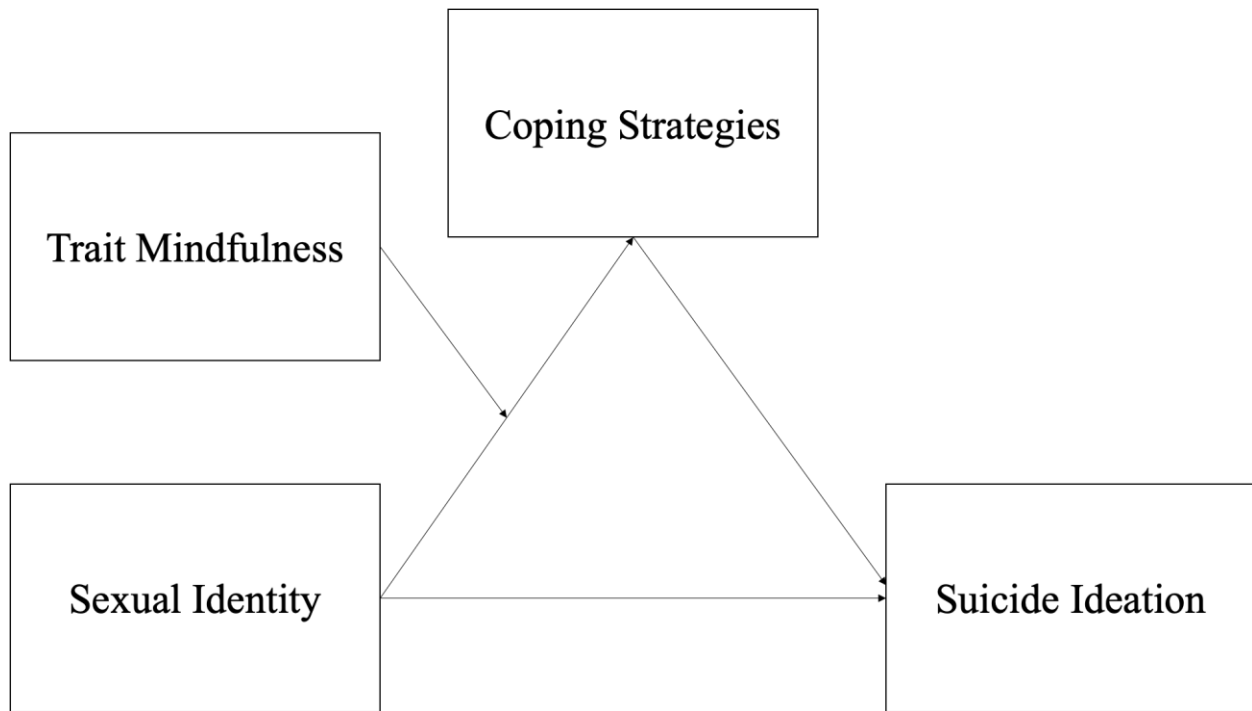 Coping Strategies
Trait Mindfulness
Sexual Identity
Suicide Ideation